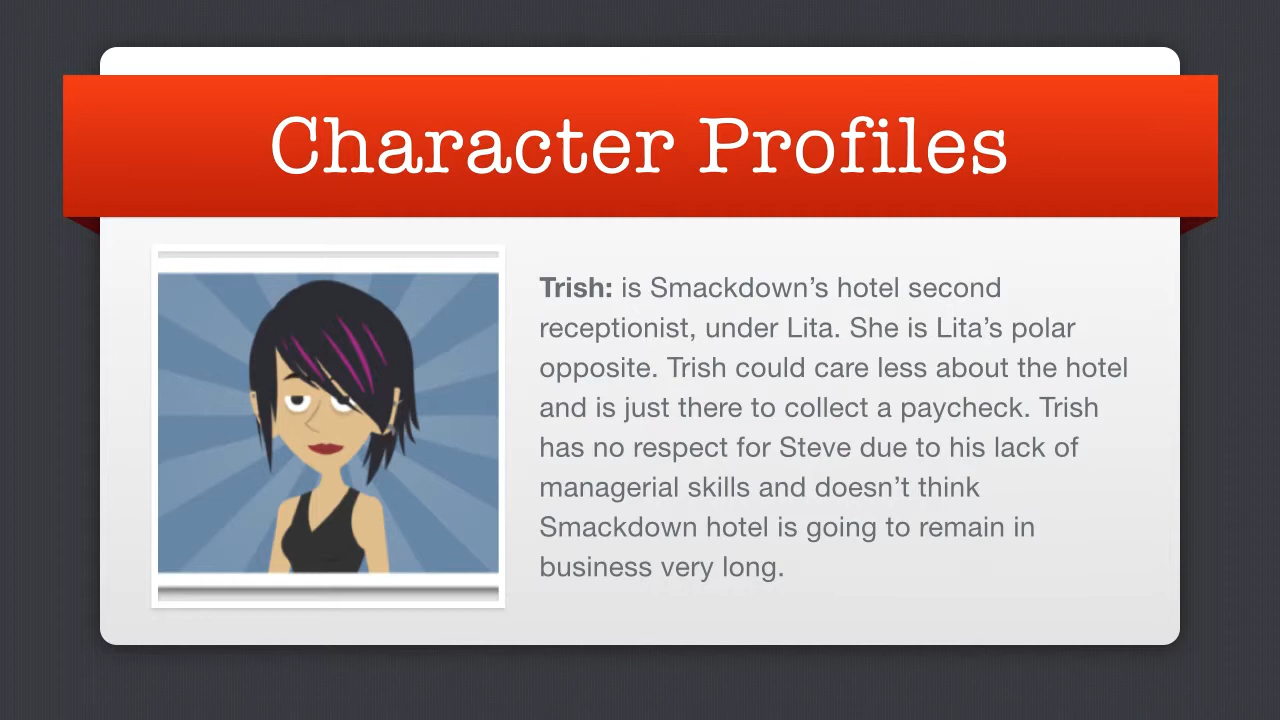 Character Profiles
Trish: is Smackdown’s hotel second
receptionist, under Lita. She is Lita’s polar
opposite. Trish could care less about the hotel
and is just there to collect a paycheck. Trish
has no respect for Steve due to his lack of
managerial skills and doesn’t think
Smackdown hotel is going to remain in
business very long.